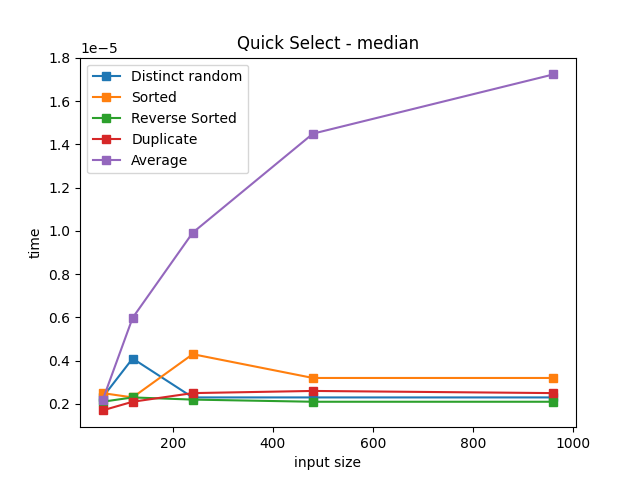 Quick Select - median
1e−5
1.8
1.6
1.4
1.2
1.0
0.8
0.6
0.4
0.2
time
Distinct random
Sorted
Reverse Sorted
Duplicate
Average
200 400 600 800 1000
input size